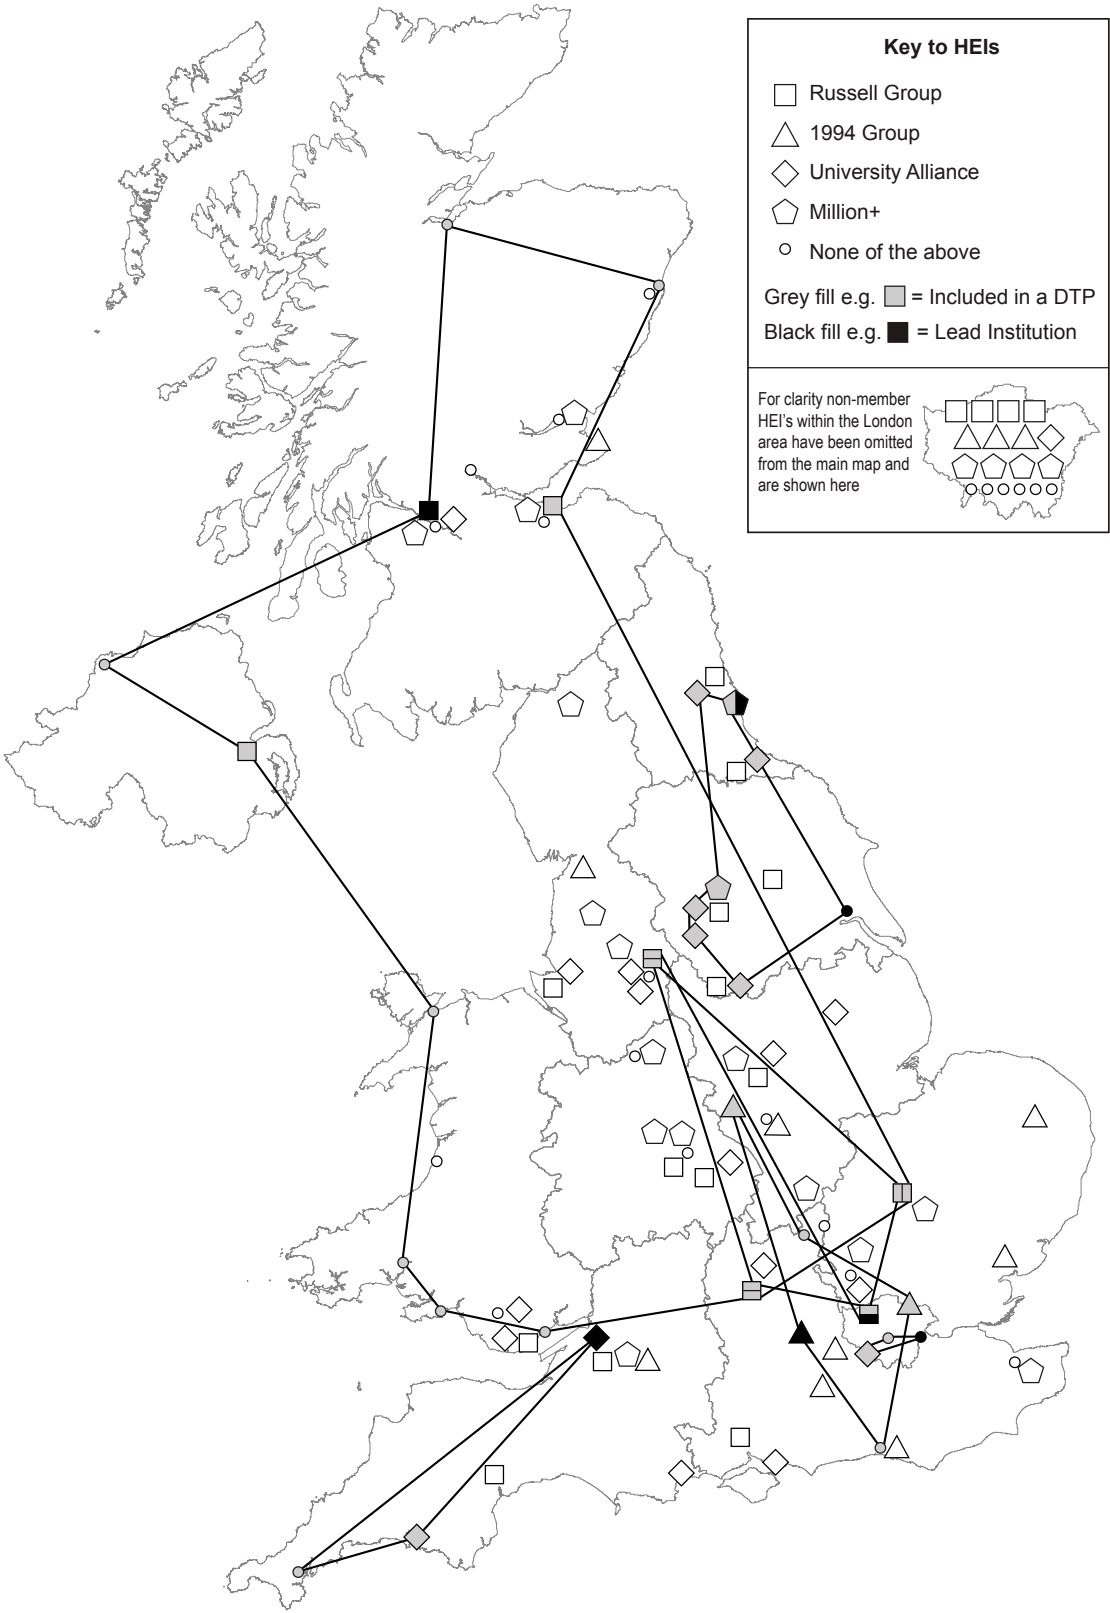 Key to HEIs
Russell Group
1994 Group
University Alliance
Million+
None of the above
Grey fill e.g. = Included in a DTP
Black fill e.g. = Lead Institution
For clarity non-member
HEI's within the London
area have been omitted
from the main map and
are shown here